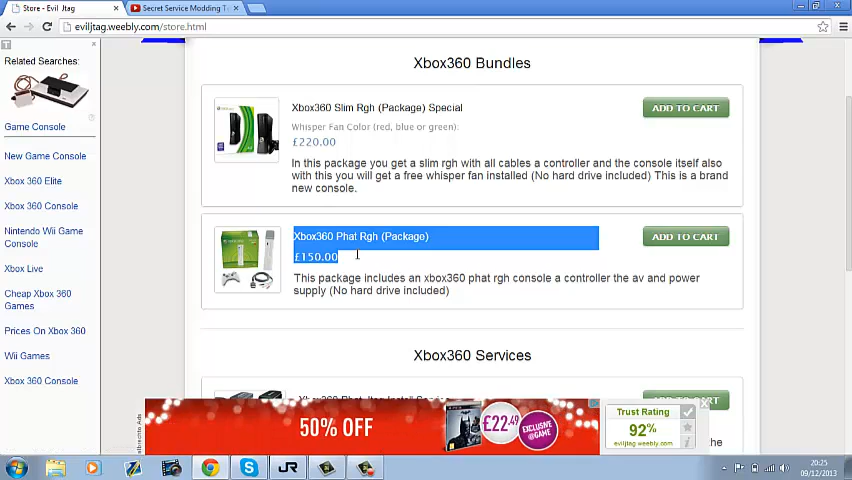 Store - Evil Jtag
Secret Service Modding T
eviljtag.weebly.com/store.html
T
Related Searches:
Game Console
New Game Console
Xbox 360 Elite
Xbox 360 Console
Nintendo Wii Game
Console
Xbox Live
Cheap Xbox 360
Games
Prices On Xbox 360
Wii Games
Xbox 360 Console
Xbox360 Bundles
Xbox360 Slim Rgh (Package) Special
ADD TO CART
Whisper Fan Color (red, blue or green):
£220.00
In this package you get a slim rgh with all cables a controller and the console itself also
with this you will get a free whisper fan installed (No hard drive included) This is a brand
new console.
Xbox360 Phat Rgh (Package)
ADD TO CART
£150.00
This package includes an xbox360 phat rgh console a controller the av and power
supply (No hard drive included)
Xbox360 Services
50% OFF
£22.49
EXCLUSIVE
@GAME
Trust Rating
92%
eviljtag.weebly.com
the
JR
20:25
09/12/2013